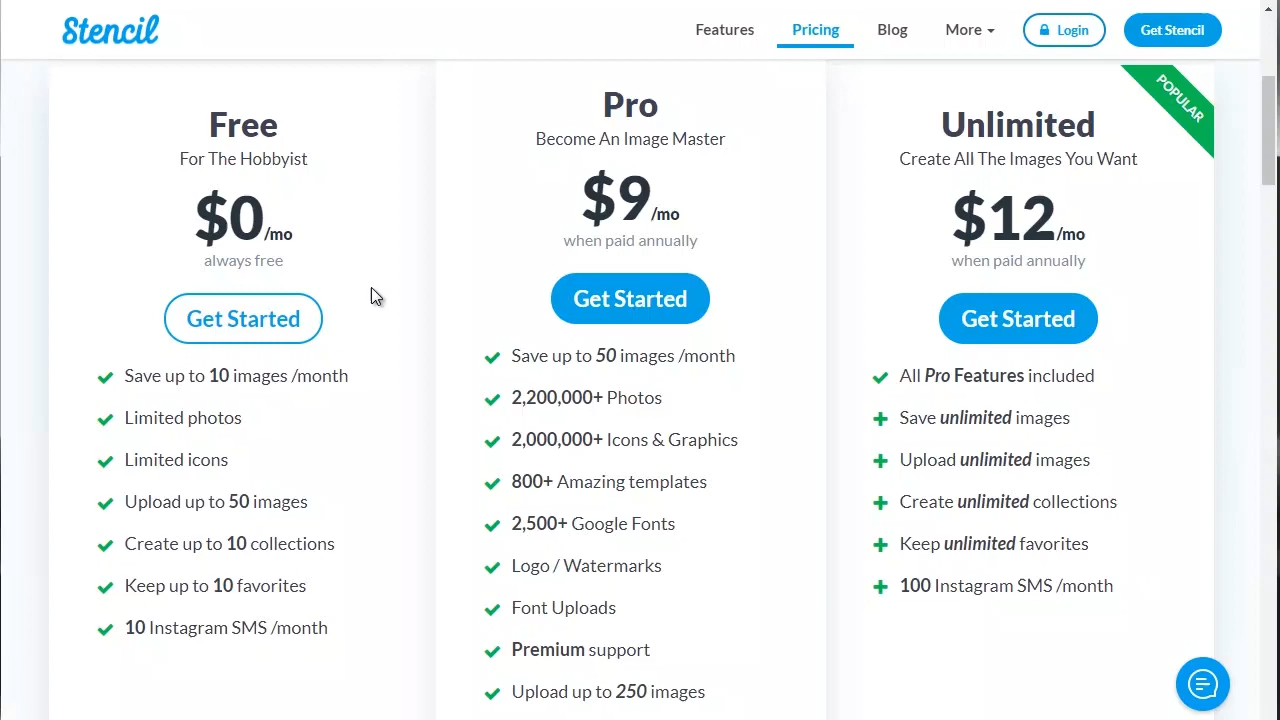 Stencil
Features
Pricing
Blog
More
Login
Get Stencil
Free
For The Hobbyist
$0/mo
always free
Get Started
Save up to 10 images /month
Limited photos
Limited icons
Upload up to 50 images
Create up to 10 collections
Keep up to 10 favorites
10 Instagram SMS /month
Pro
Become An Image Master
$9/mo
when paid annually
Get Started
Save up to 50 images /month
2,200,000+ Photos
2,000,000+ Icons & Graphics
800+ Amazing templates
2,500+ Google Fonts
Logo / Watermarks
Font Uploads
Premium support
Upload up to 250 images
POPULAR
Unlimited
Create All The Images You Want
$12/mo
when paid annually
Get Started
All Pro Features included
Save unlimited images
Upload unlimited images
Create unlimited collections
Keep unlimited favorites
100 Instagram SMS /month